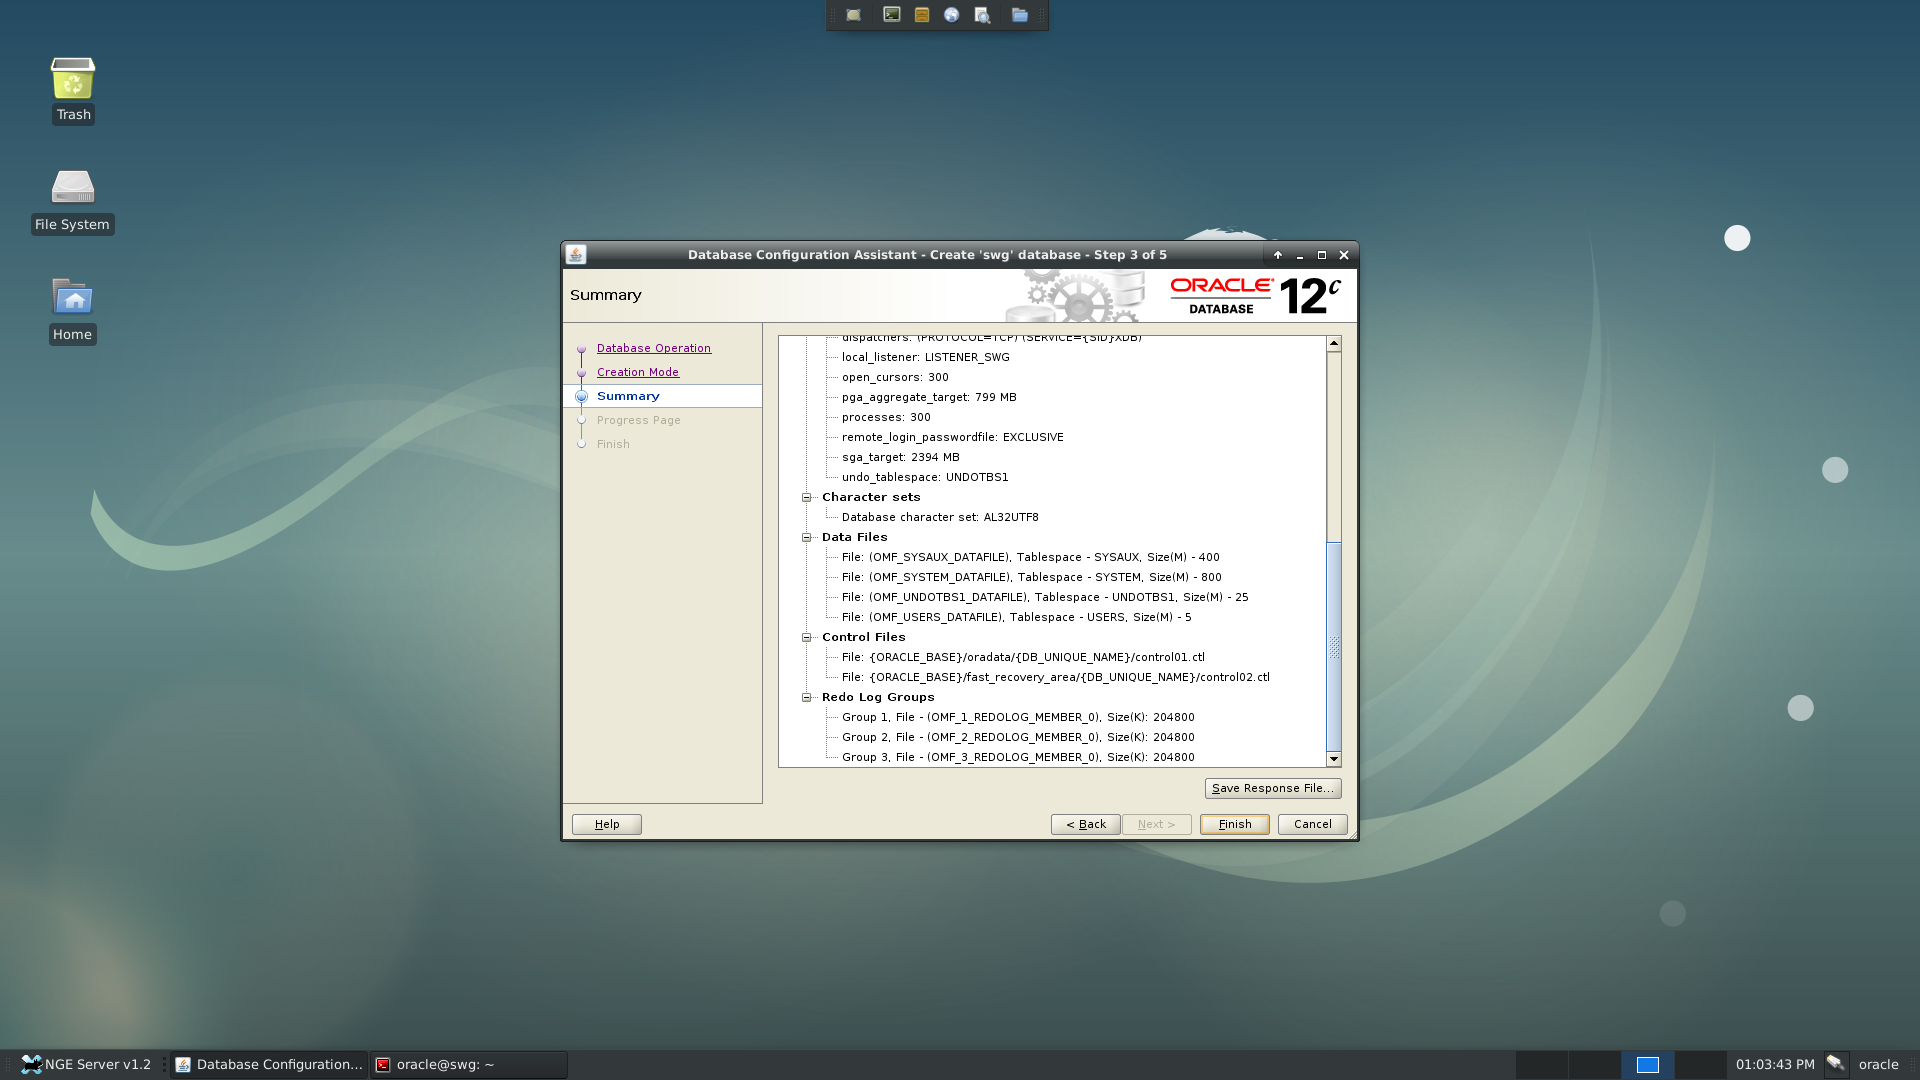 Trash
File System
Home
Database Configuration Assistant - Create 'swg' database - Step 3 of 5
Summary
ORACLE
DATABASE
12c
Database Operation
Creation Mode
Summary
Progress Page
Finish
dispatchers: (PROTOCOL=TCP) (SERVICE={SID}XDB)
local_listener: LISTENER_SWG
open_cursors: 300
pga_aggregate_target: 799 MB
processes: 300
remote_login_passwordfile: EXCLUSIVE
sga_target: 2394 MB
undo_tablespace: UNDOTBS1
Character sets
Database character set: AL32UTF8
Data Files
File: (OMF_SYSAUX_DATAFILE), Tablespace - SYSAUX, Size(M) - 400
File: (OMF_SYSTEM_DATAFILE), Tablespace - SYSTEM, Size(M) - 800
File: (OMF_UNDOTBS1_DATAFILE), Tablespace - UNDOTBS1, Size(M) - 25
File: (OMF_USERS_DATAFILE), Tablespace - USERS, Size(M) - 5
Control Files
File: {ORACLE_BASE}/oradata/{DB_UNIQUE_NAME}/control01.ctl
File: {ORACLE_BASE}/fast_recovery_area/{DB_UNIQUE_NAME}/control02.ctl
Redo Log Groups
Group 1, File - (OMF_1_REDOLOG_MEMBER_0), Size(K): 204800
Group 2, File - (OMF_2_REDOLOG_MEMBER_0), Size(K): 204800
Group 3, File - (OMF_3_REDOLOG_MEMBER_0), Size(K): 204800
Save Response File...
Help
< Back
Next >
Finish
Cancel
NGE Server v1.2
Database Configuration...
oracle@swg: ~
01:03:43 PM
oracle